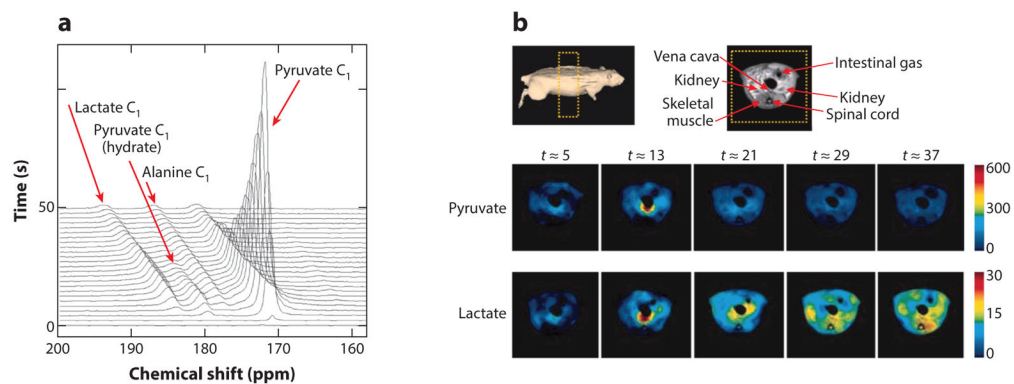 a
Pyruvate C1
Lactate C1
Pyruvate C1
(hydrate)
Alanine C1
Time (s)
50
0
200
190
180
170
160
Chemical shift (ppm)
b
Vena cava
Kidney
Skeletal
muscle
Intestinal gas
Kidney
Spinal cord
t ≈ 5
t ≈ 13
t ≈ 21
t ≈ 29
t ≈ 37
Pyruvate
600
300
0
Lactate
30
15
0